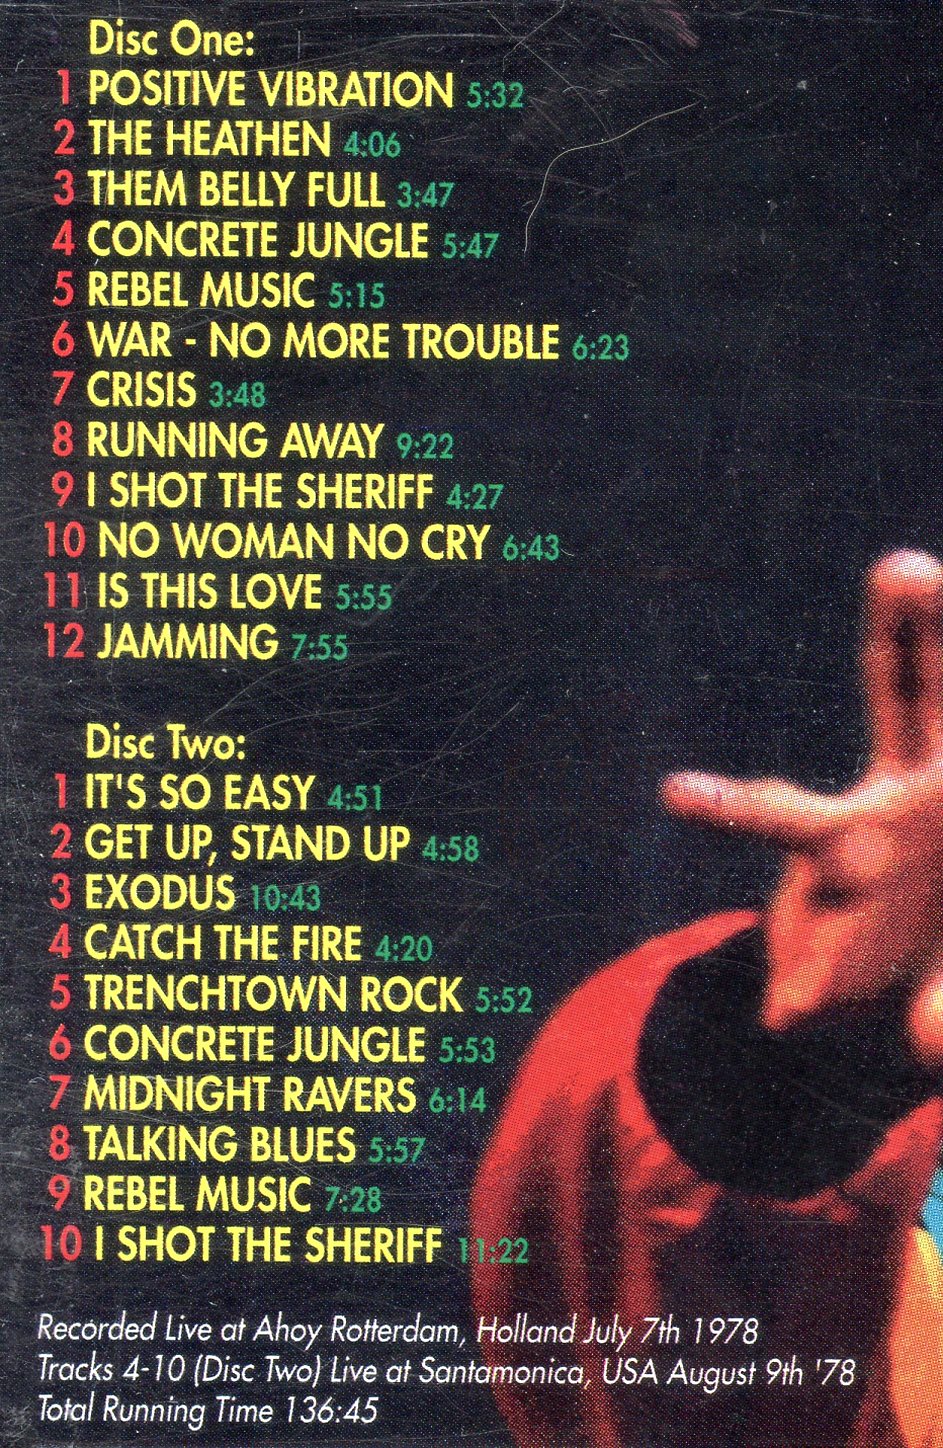 Disc One:
1 POSITIVE VIBRATION 5:32
2 THE HEATHEN 4:06
3 THEM BELLY FULL 3:47
4 CONCRETE JUNGLE 5:47
5 REBEL MUSIC 5:15
6 WAR - NO MORE TROUBLE 6:23
7 CRISIS 3:48
8 RUNNING AWAY 9:22
9 I SHOT THE SHERIFF 4:27
10 NO WOMAN NO CRY 6:43
11 IS THIS LOVE 5:55
12 JAMMING 7:55
Disc Two:
1 IT'S SO EASY 4:51
2 GET UP, STAND UP 4:58
3 EXODUS 10:43
4 CATCH THE FIRE 4:20
5 TRENCHTOWN ROCK 5:52
6 CONCRETE JUNGLE 5:53
7 MIDNIGHT RAVERS 6:14
8 TALKING BLUES 5:57
9 REBEL MUSIC 7:28
10 I SHOT THE SHERIFF 11:22
Recorded Live at Ahoy Rotterdam, Holland July 7th 1978
Tracks 4-10 (Disc Two) Live at Santamonica, USA August 9th '78
Total Running Time 136:45